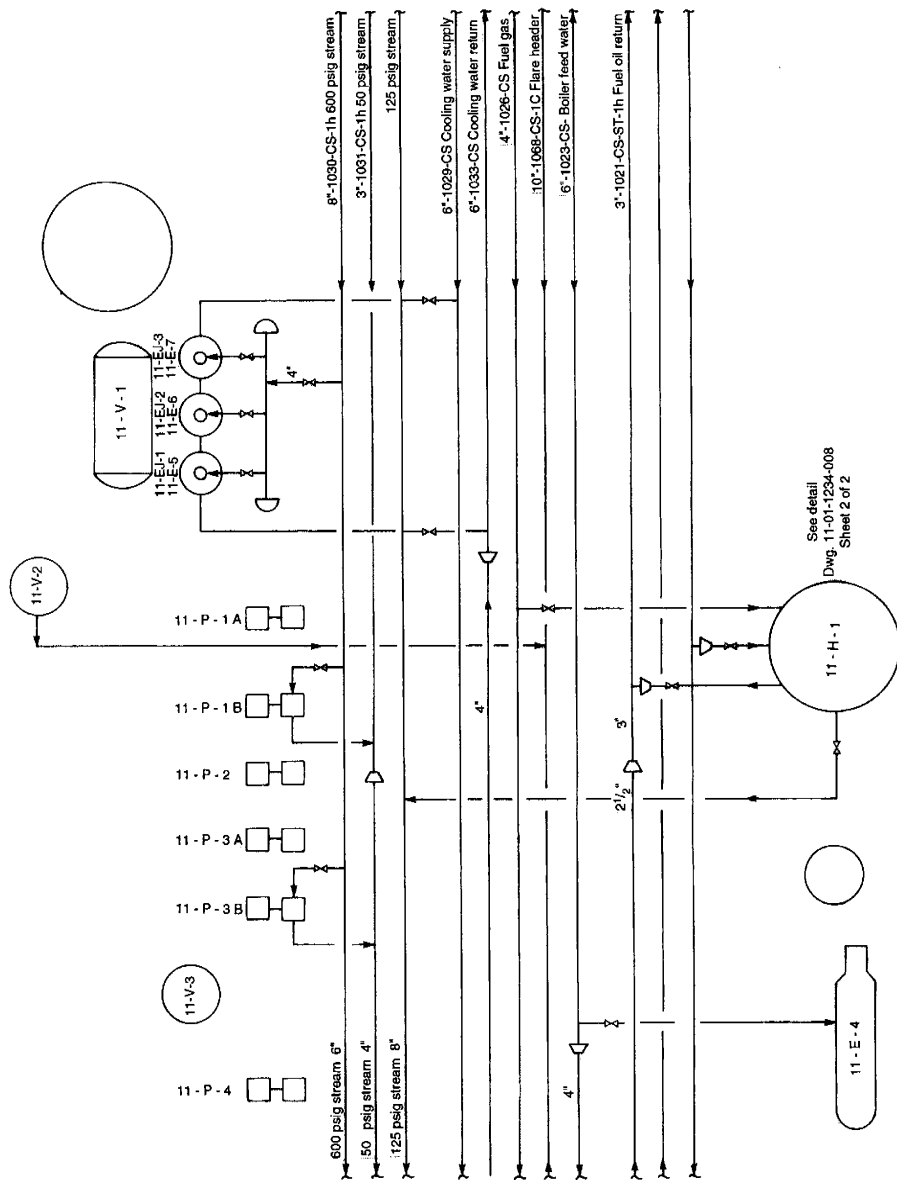 8"-1030-CS-1h 600 psig stream
3"-1031-CS-1h 50 psig stream
125 psig stream
6"-1029-CS Cooling water supply
6"-1033-CS Cooling water return
4"-1026-CS Fuel gas
10"-1068-CS-1C Flare header
6"-1023-CS- Boiler feed water
3"-1021-CS-ST-1h Fuel oil return
11-V-1
11-EJ-3
11-E-7
11-EJ-2
11-E-6
11-EJ-1
11-E-5
4"
11-V-2
11-P-1A
11-P-1B
11-P-2
11-P-3A
11-P-3B
11-V-3
11-P-4
4"
3"
2 1/2"
See detail
Dwg. 11-01-1234-008
Sheet 2 of 2
11-H-1
600 psig stream 6"
50 psig stream 4"
125 psig stream 8"
4"
11-E-4